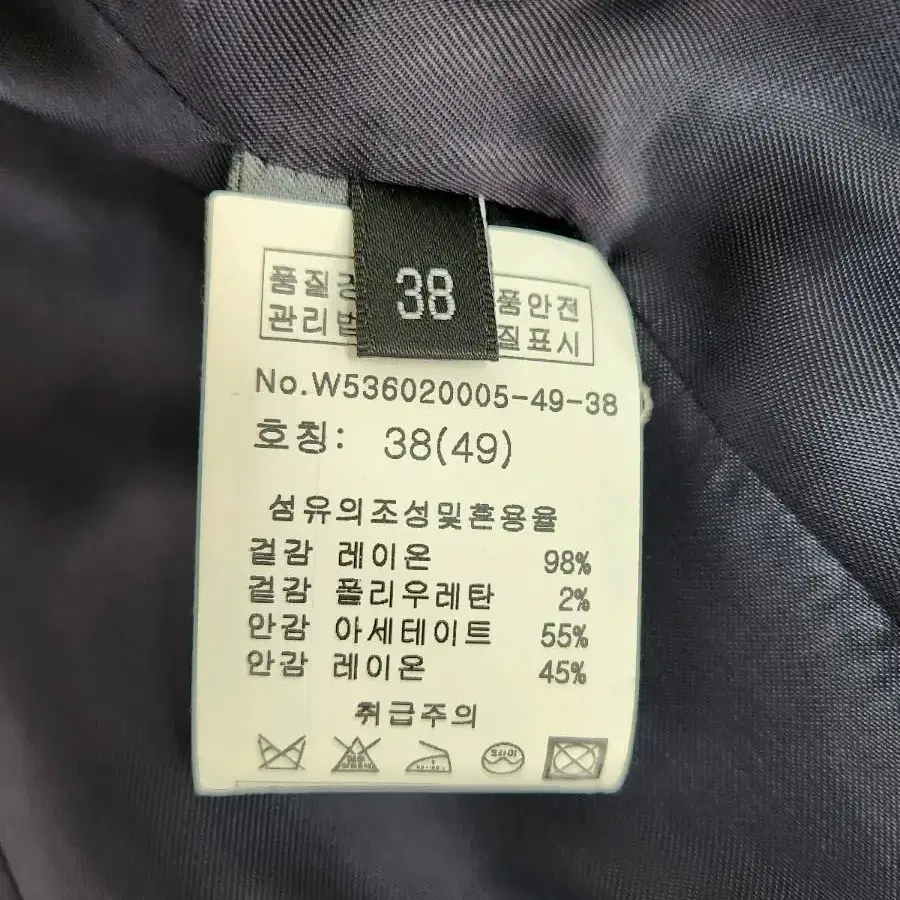 38
품질 품안전
관리법 질표시
No.W536020005-49-38
호칭: 38(49)
섬유의조성및혼용율
겉감 레이온 98%
겉감 폴리우레탄 2%
안감 아세테이트 55%
안감 레이온 45%
취급주의
드라이